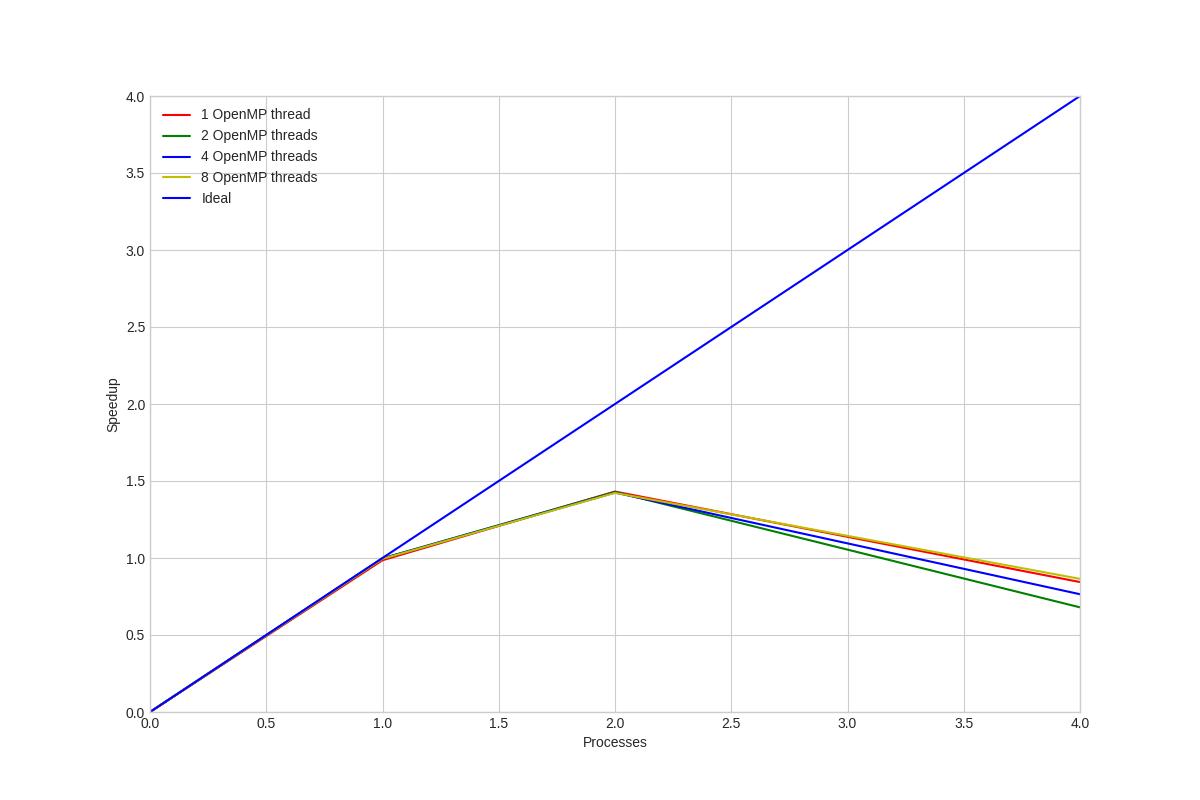 4.0
3.5
3.0
2.5
2.0
1.5
1.0
0.5
0.0
Speedup
1 OpenMP thread
2 OpenMP threads
4 OpenMP threads
8 OpenMP threads
Ideal
0.0 0.5 1.0 1.5 2.0 2.5 3.0 3.5 4.0
Processes